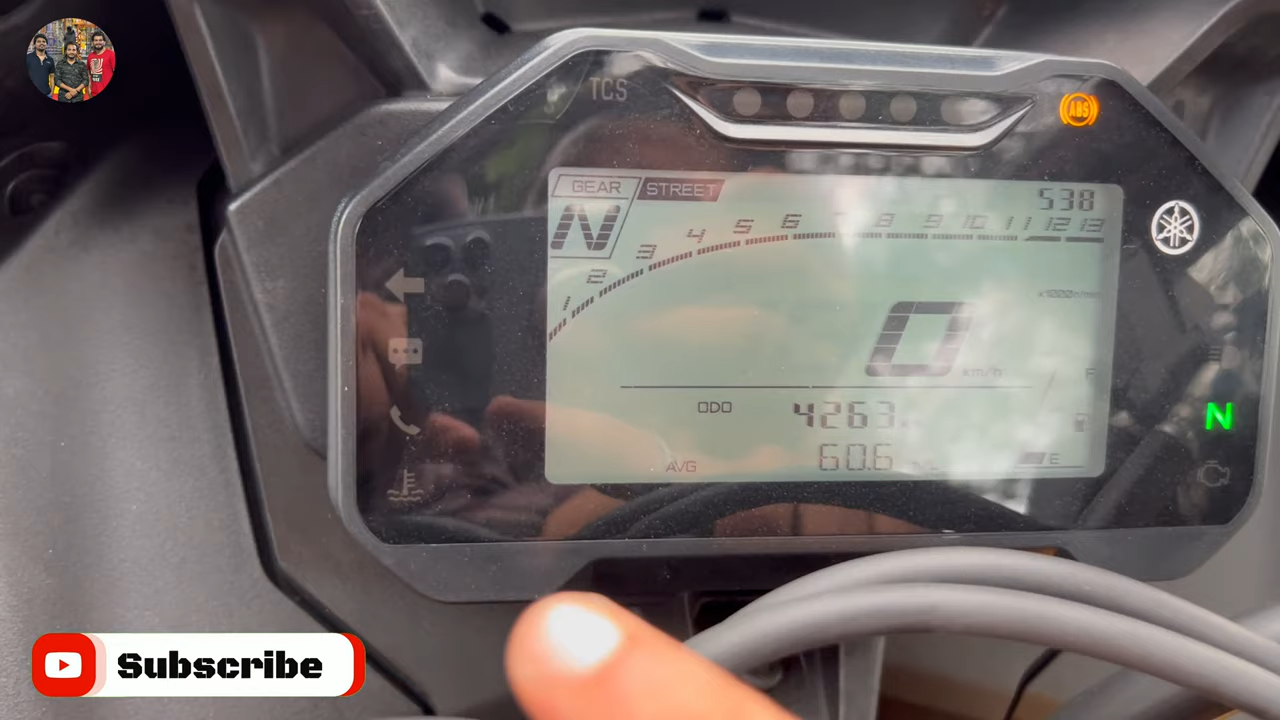 TCS
ABS
GEAR STREET
538
N
1 2 3 4 5 6 7 8 9 10 11 12 13
x1000r/min
0
km/h
F
ODO 4263
N
AVG 60.6
E
Subscribe